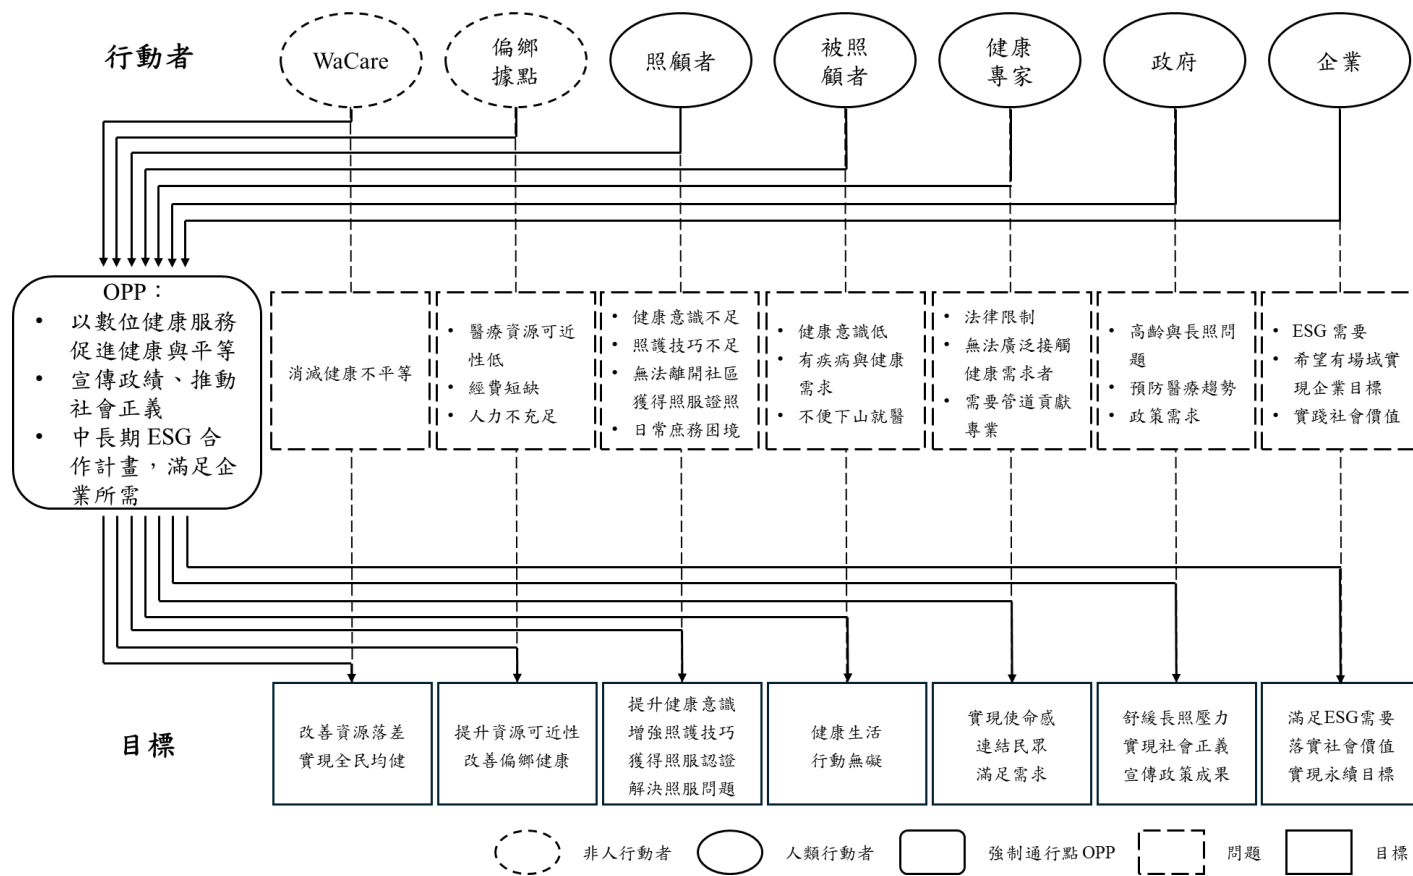 行動者
WaCare
偏鄉
據點
照顧者
被照
顧者
健康
專家
政府
企業
OPP：
• 以數位健康服務
促進健康與平等
• 宣傳政績、推動
社會正義
• 中長期 ESG 合
作計畫，滿足企
業所需
消滅健康不平等
• 醫療資源可近
性低
• 經費短缺
• 人力不充足
• 健康意識不足
• 照護技巧不足
• 無法離開社區
獲得照服證照
• 日常庶務困境
• 健康意識低
• 有疾病與健康
需求
• 不便下山就醫
• 法律限制
• 無法廣泛接觸
健康需求者
• 需要管道貢獻
專業
• 高齡與長照問
題
• 預防醫療趨勢
• 政策需求
• ESG 需要
• 希望有場域實
現企業目標
• 實踐社會價值
目標
改善資源落差
實現全民均健
提升資源可近性
改善偏鄉健康
提升健康意識
增強照護技巧
獲得照服認證
解決照服問題
健康生活
行動無礙
實現使命感
連結民眾
滿足需求
舒緩長照壓力
實現社會正義
宣傳政策成果
滿足ESG需要
落實社會價值
實現永續目標
非人行動者
人類行動者
強制通行點 OPP
問題
目標